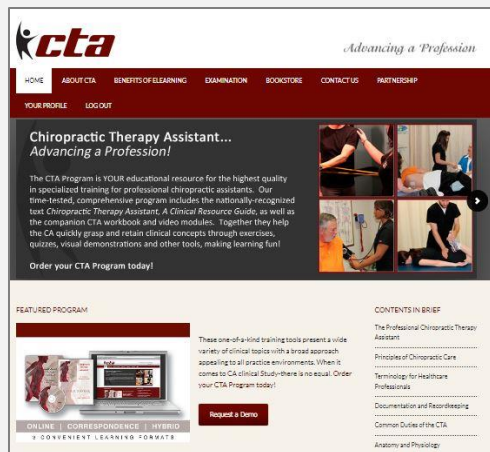 cta
Advancing a Profession
HOME ABOUT CTA BENEFITS OF ELEARNING EXAMINATION BOOKSTORE CONTACT US PARTNERSHIP
YOUR PROFILE LOG OUT
Chiropractic Therapy Assistant...
Advancing a Profession!
The CTA Program is YOUR educational resource for the highest quality
in specialized training for professional chiropractic assistants. Our
time-tested, comprehensive program includes the nationally-recognized
text Chiropractic Therapy Assistant, A Clinical Resource Guide, as well as
the companion CTA workbook and video modules. Together they help
the CA quickly grasp and retain clinical concepts through exercises,
quizzes, visual demonstrations and other tools, making learning fun!
Order your CTA Program today!
FEATURED PROGRAM
ONLINE | CORRESPONDENCE | HYBRID
3 CONVENIENT LEARNING FORMATS
These one-of-a-kind training tools present a wide
variety of clinical topics with a broad approach
appealing to all practice environments. When it
comes to CA clinical Study-there is no equal. Order
your CTA Program today!
Request a Demo
CONTENTS IN BRIEF
The Professional Chiropractic Therapy
Assistant
Principles of Chiropractic Care
Terminology for Healthcare
Professionals
Documentation and Recordkeeping
Common Duties of the CTA
Anatomy and Physiology